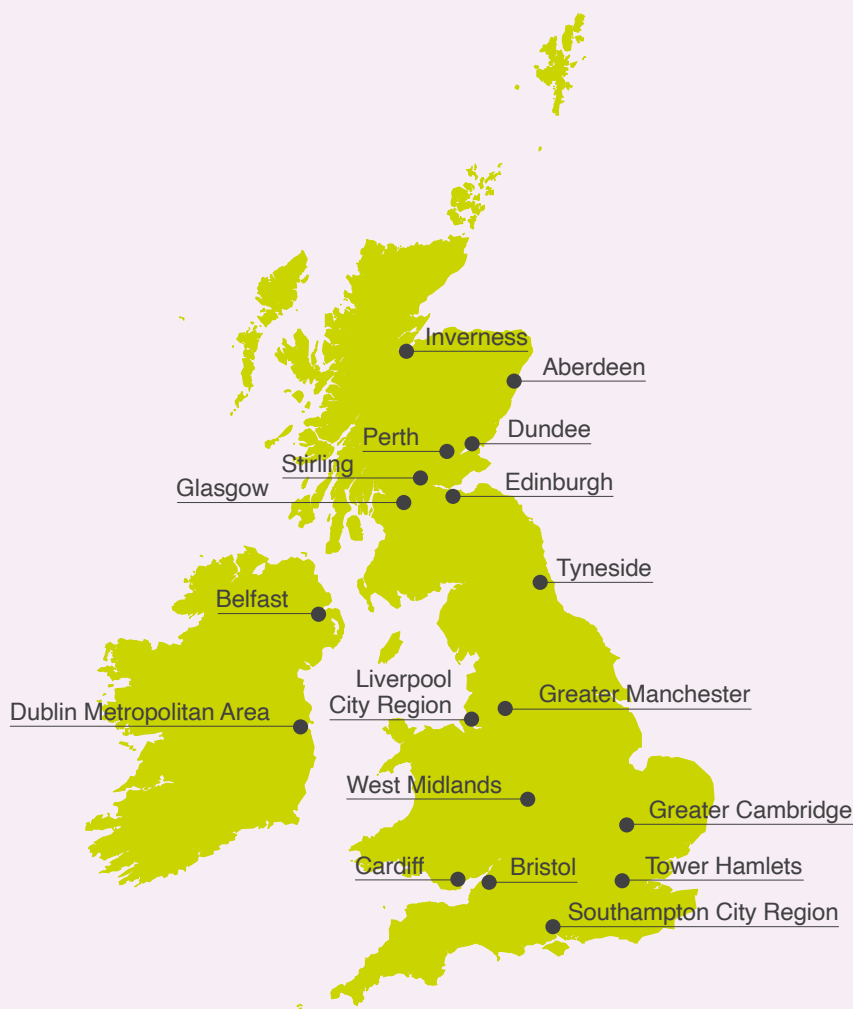 Inverness
Aberdeen
Dundee
Perth
Stirling
Edinburgh
Glasgow
Tyneside
Belfast
Liverpool
City Region
Greater Manchester
Dublin Metropolitan Area
West Midlands
Greater Cambridge
Cardiff
Bristol
Tower Hamlets
Southampton City Region